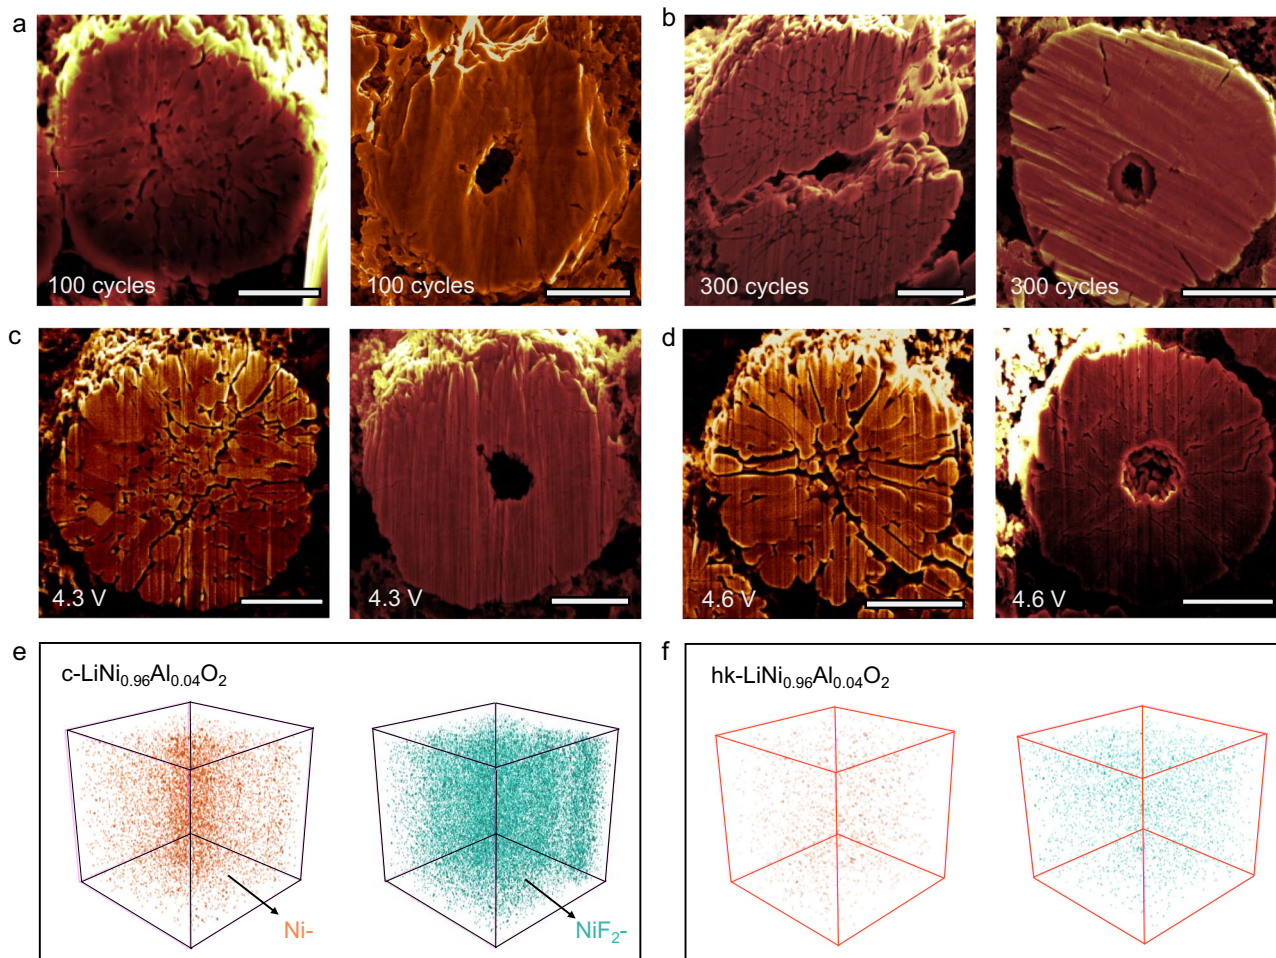 a
b
100 cycles
100 cycles
300 cycles
300 cycles
c
d
4.3 V
4.3 V
4.6 V
4.6 V
e
f
c-LiNi₀.₉₆Al₀.₀₄O₂
hk-LiNi₀.₉₆Al₀.₀₄O₂
Ni-
NiF₂-